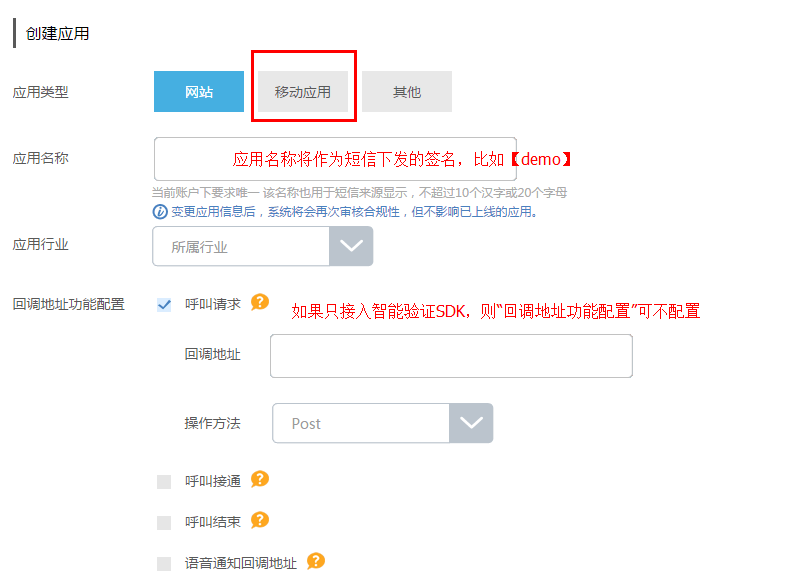 创建应用
应用类型 网站 移动应用 其他
应用名称 应用名称将作为短信下发的签名，比如【demo】
当前账户下要求唯一 该名称也用于短信来源显示，不超过10个汉字或20个字母
变更应用信息后，系统将会再次审核合规性，但不影响已上线的应用。
应用行业 所属行业
回调地址功能配置 呼叫请求 ? 如果只接入智能验证SDK，则“回调地址功能配置”可不配置
回调地址
操作方法 Post
呼叫接通 ?
呼叫结束 ?
语音通知回调地址 ?